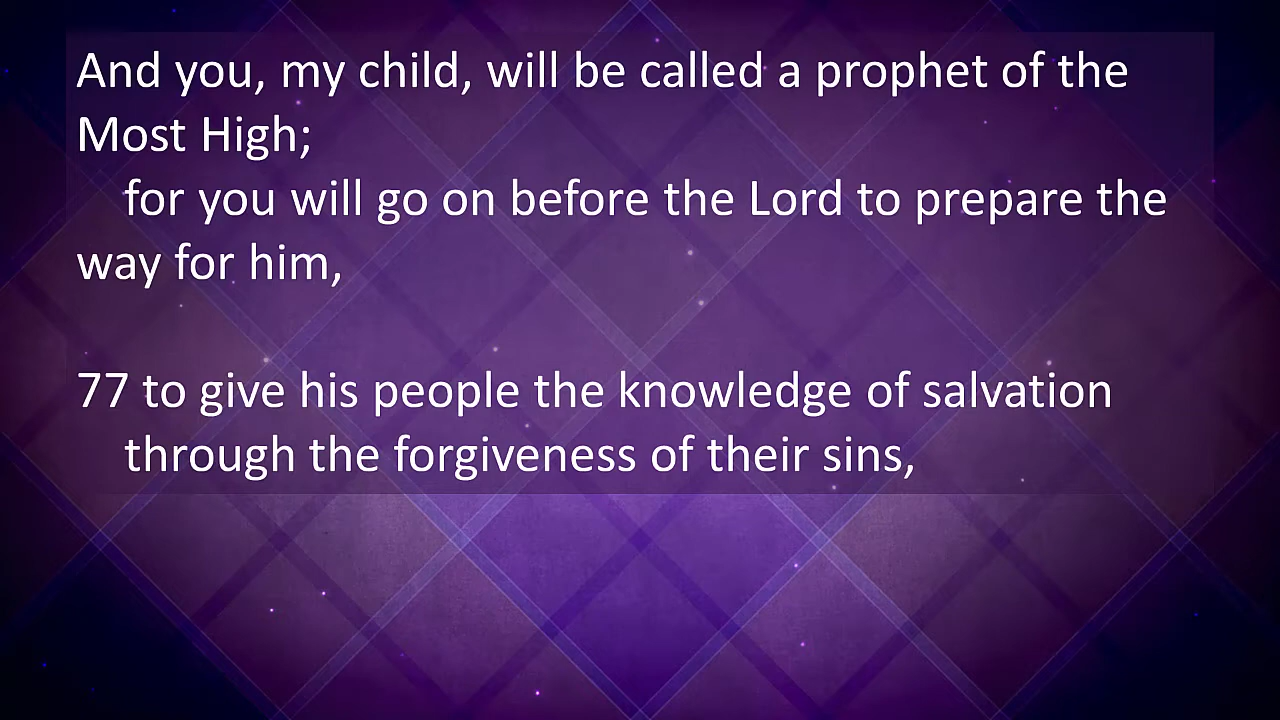 And you, my child, will be called a prophet of the
Most High;
for you will go on before the Lord to prepare the
way for him,
77 to give his people the knowledge of salvation
through the forgiveness of their sins,